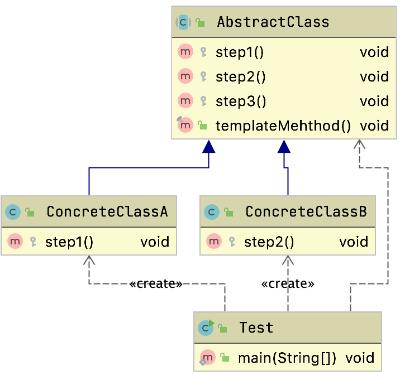 AbstractClass
step1() void
step2() void
step3() void
templateMehthod() void
ConcreteClassA
step1() void
ConcreteClassB
step2() void
«create»
«create»
Test
main(String[]) void